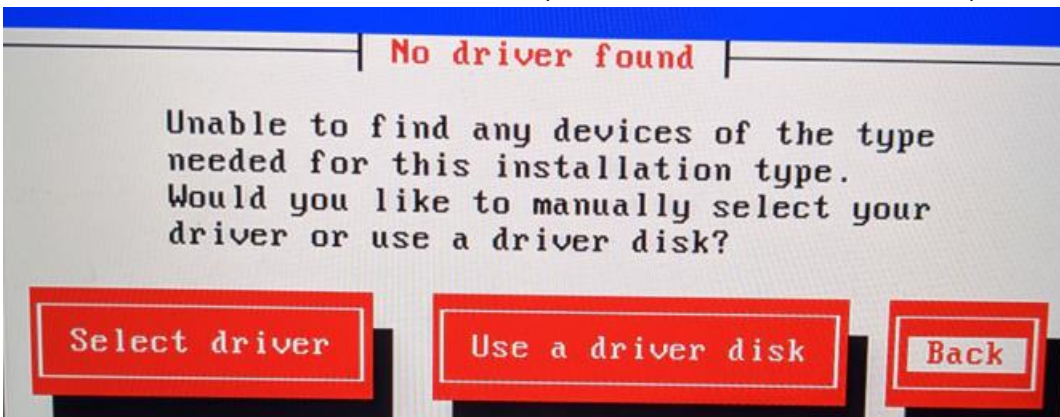 No driver found
Unable to find any devices of the type
needed for this installation type.
Would you like to manually select your
driver or use a driver disk?
Select driver
Use a driver disk
Back